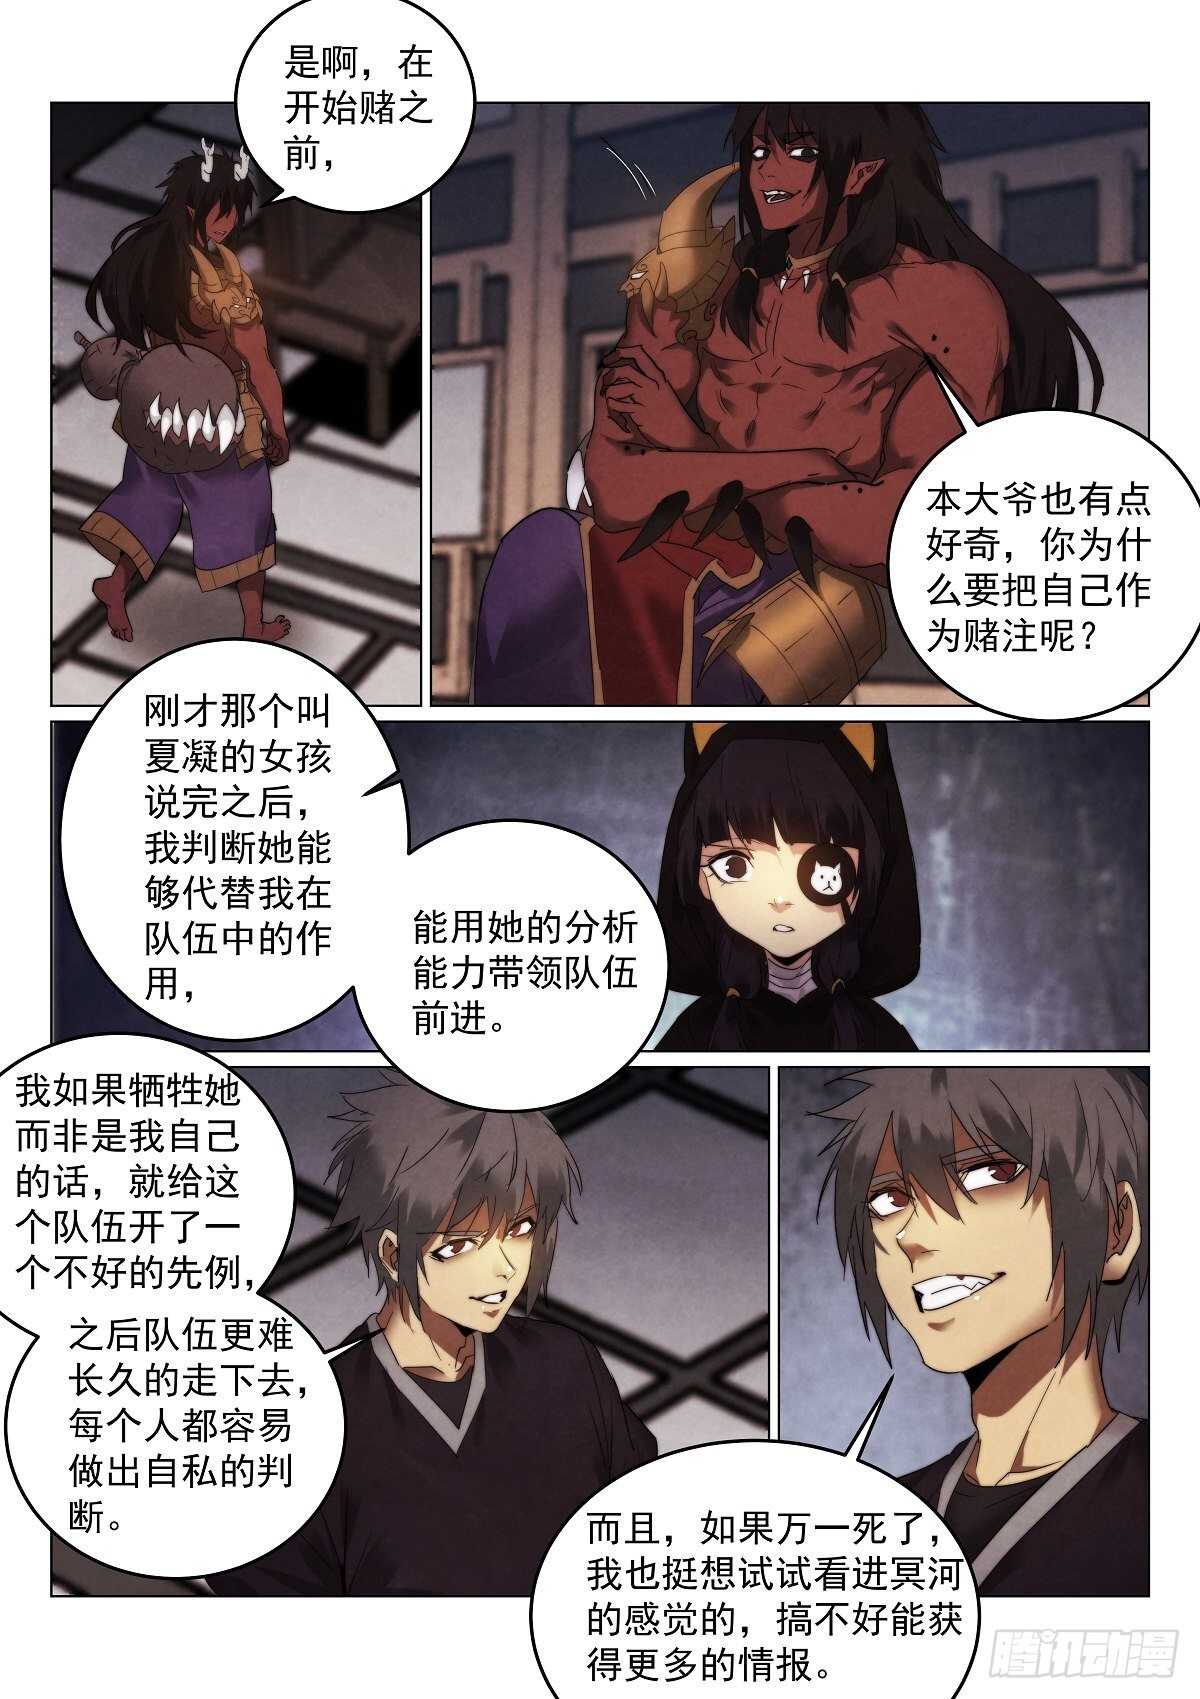 是啊，在
开始赌之
前，
本大爷也有点
好奇，你为什
么要把自己作
为赌注呢？
刚才那个叫
夏凝的女孩
说完之后，
我判断她能
够代替我在
队伍中的作
用，
能用她的分析
能力带领队伍
前进。
我如果牺牲她
而非是我自己
的话，就给这
个队伍开了一
个不好的先例，
之后队伍更难
长久的走下去，
每个人都容易
做出自私的判
断。
而且，如果万一死了，
我也挺想试试看进冥河
的感觉的，搞不好能获
得更多的情报。
腾讯动漫